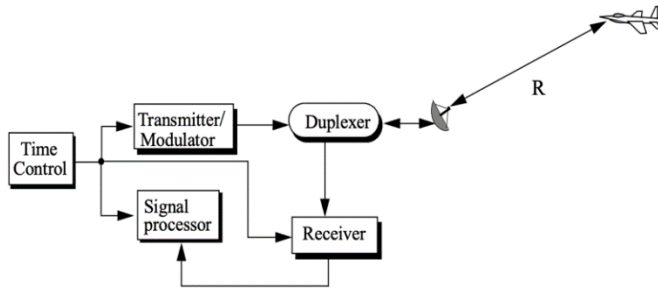 R
Transmitter/
Modulator
Duplexer
Time
Control
Signal
processor
Receiver